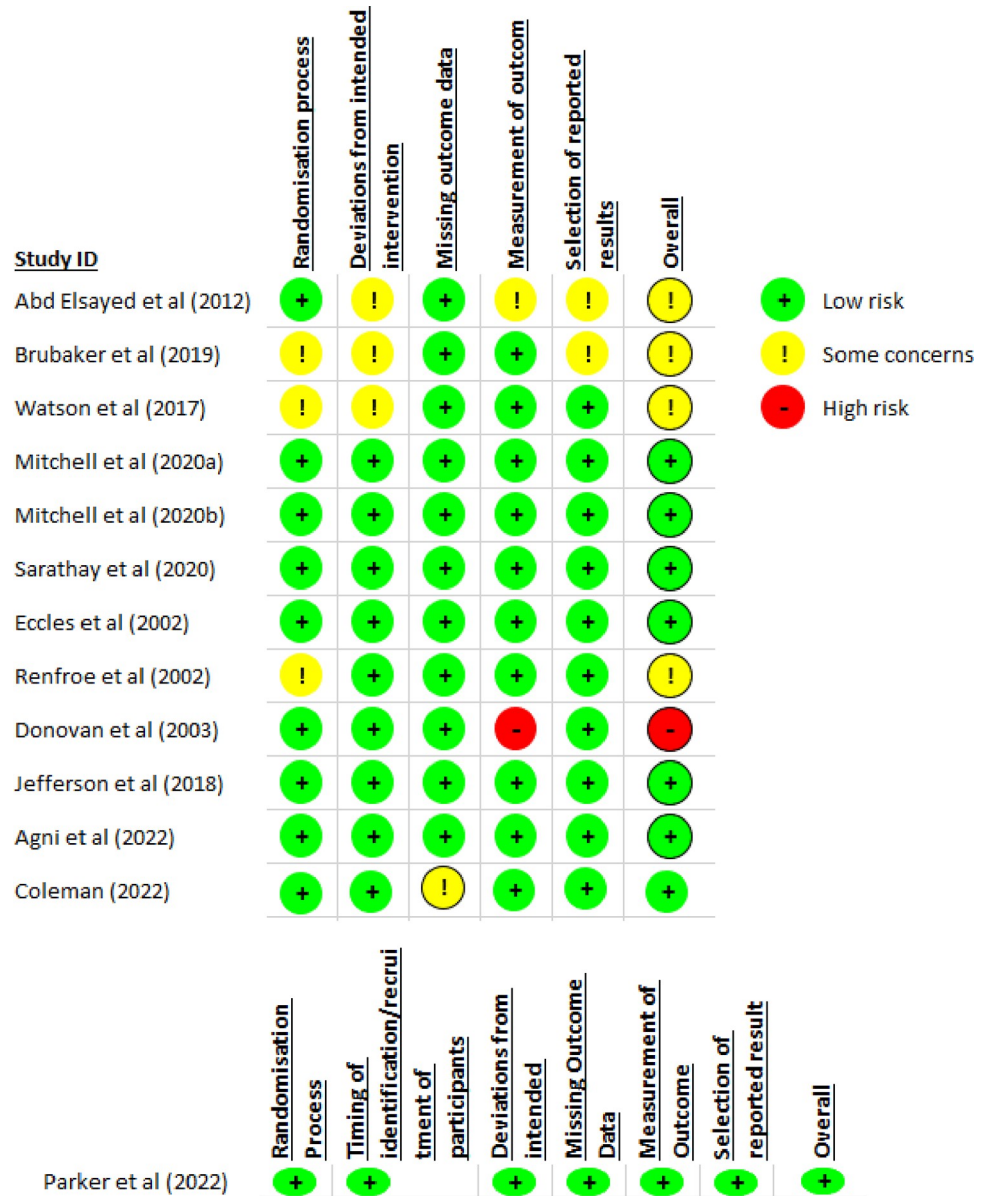 Randomisation process
Deviations from intended
intervention
Missing outcome data
Measurement of outcom
Selection of reported
results
Overall
Study ID
Abd Elsayed et al (2012) + ! + ! ! ! + Low risk
Brubaker et al (2019) ! ! + + ! ! ! Some concerns
Watson et al (2017) ! ! + + + ! - High risk
Mitchell et al (2020a) + + + + + +
Mitchell et al (2020b) + + + + + +
Sarathay et al (2020) + + + + + +
Eccles et al (2002) + + + + + +
Renfroe et al (2002) ! + + + + !
Donovan et al (2003) + + + - + -
Jefferson et al (2018) + + + + + +
Agni et al (2022) + + + + + +
Coleman (2022) + + ! + + +
Randomisation
Process
Timing of
identification/recrui
tment of
participants
Deviations from
intended
Missing Outcome
Data
Measurement of
Outcome
Selection of
reported result
Overall
Parker et al (2022) + + + + + + +